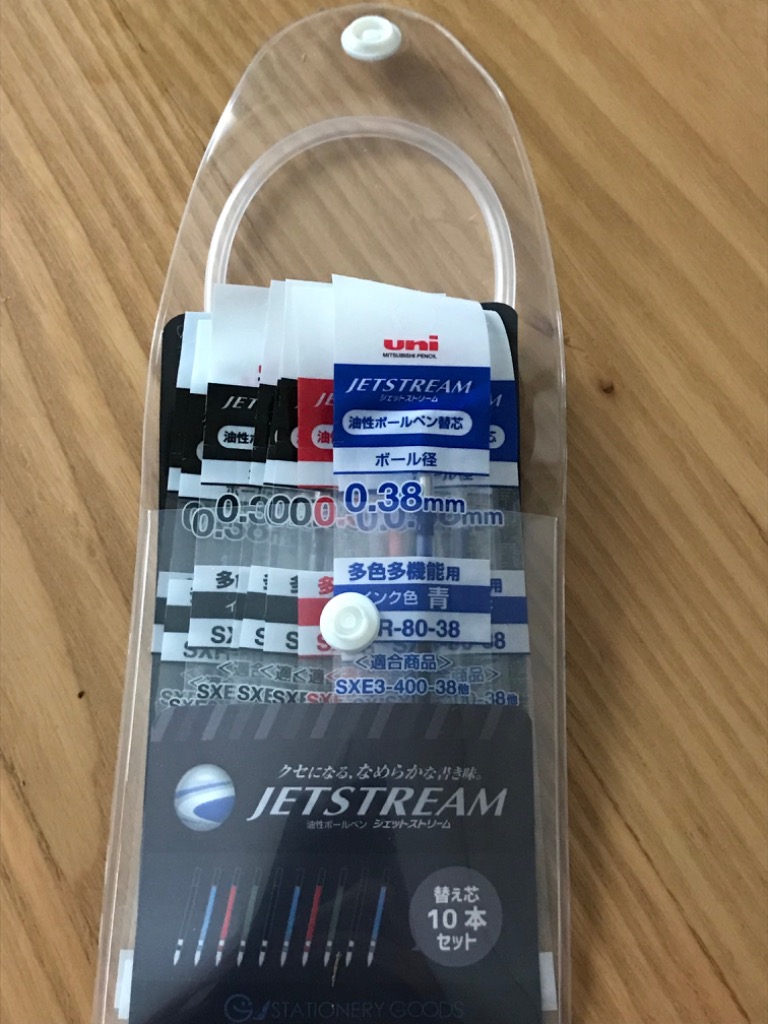 uni
MITSUBISHI PENCIL
JETSTREAM
ジェットストリーム
油性ボールペン替芯
ボール径
0.38mm
多色多機能用
インク色 青
R-80-38
<適合商品>
SXE3-400-38他
クセになる、なめらかな書き味。
JETSTREAM
油性ボールペン ジェットストリーム
替え芯
10本
セット
STATIONERY GOODS